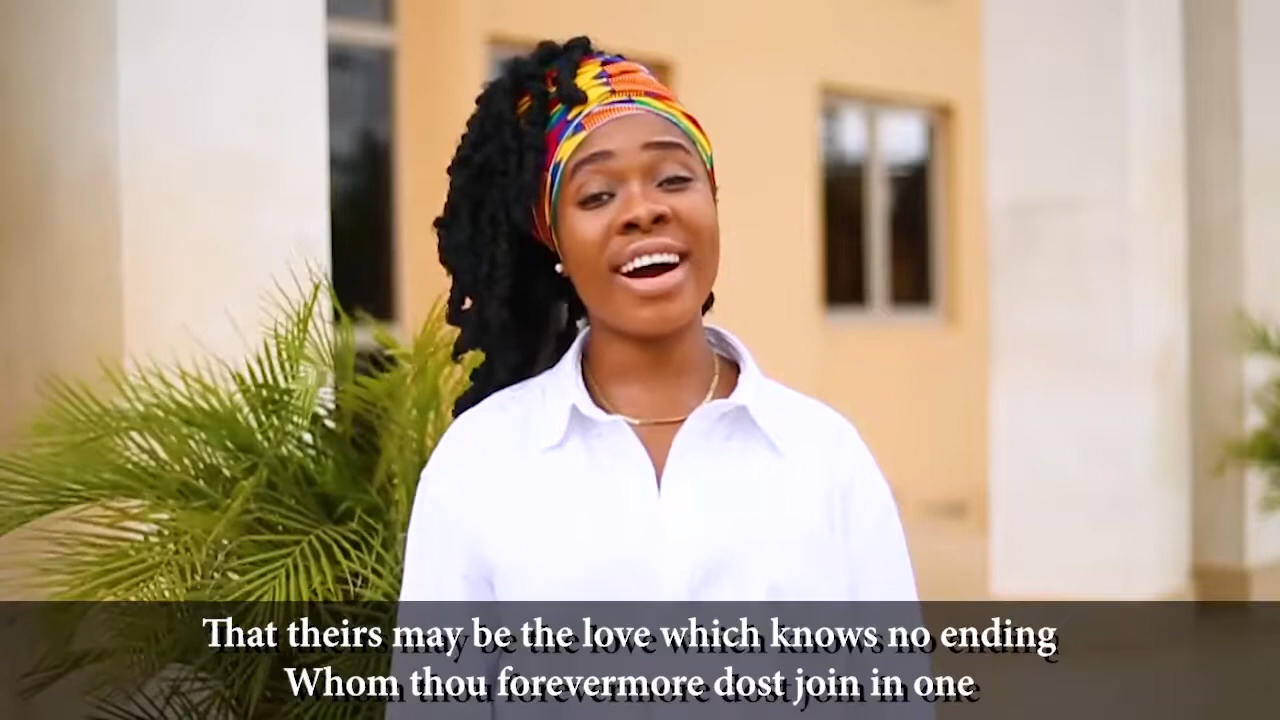 That theirs may be the love which knows no ending
Whom thou forevermore dost join in one